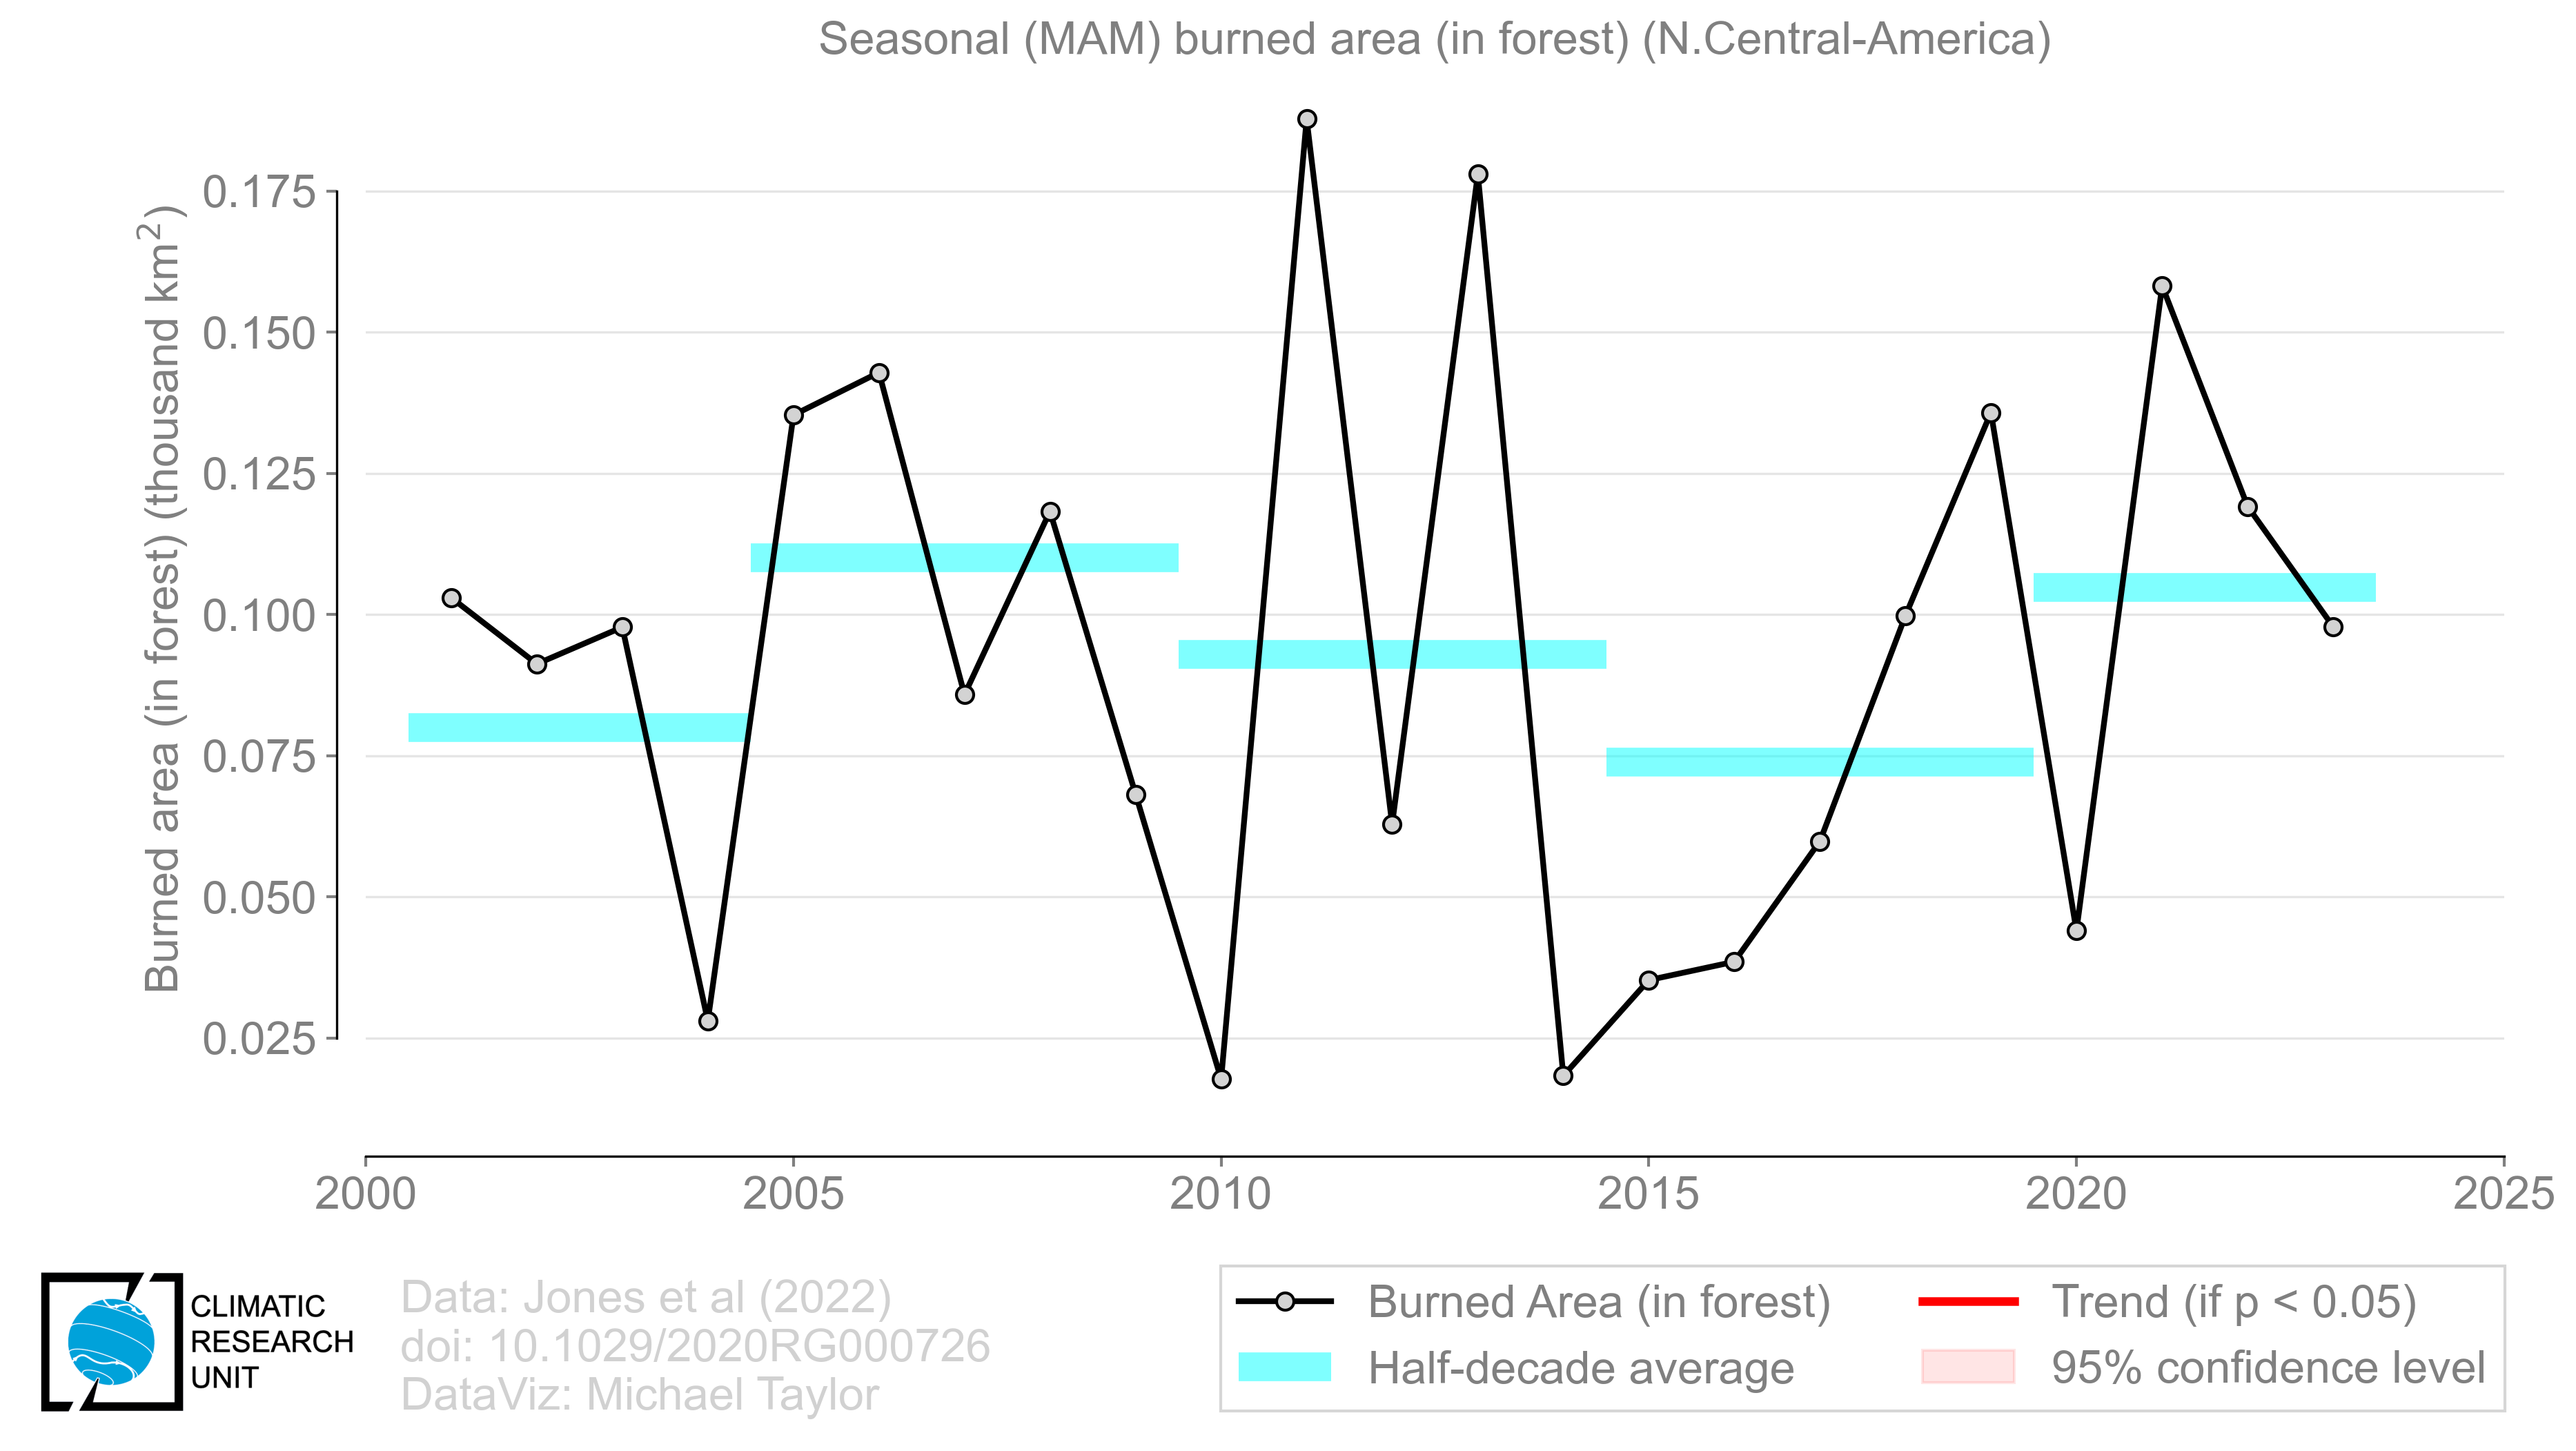 Seasonal (MAM) burned area (in forest) (N.Central-America)
Burned area (in forest) (thousand km²)
0.175
0.150
0.125
0.100
0.075
0.050
0.025
2000 2005 2010 2015 2020 2025
CLIMATIC
RESEARCH
UNIT
Data: Jones et al (2022)
doi: 10.1029/2020RG000726
DataViz: Michael Taylor
Burned Area (in forest)
Half-decade average
Trend (if p < 0.05)
95% confidence level